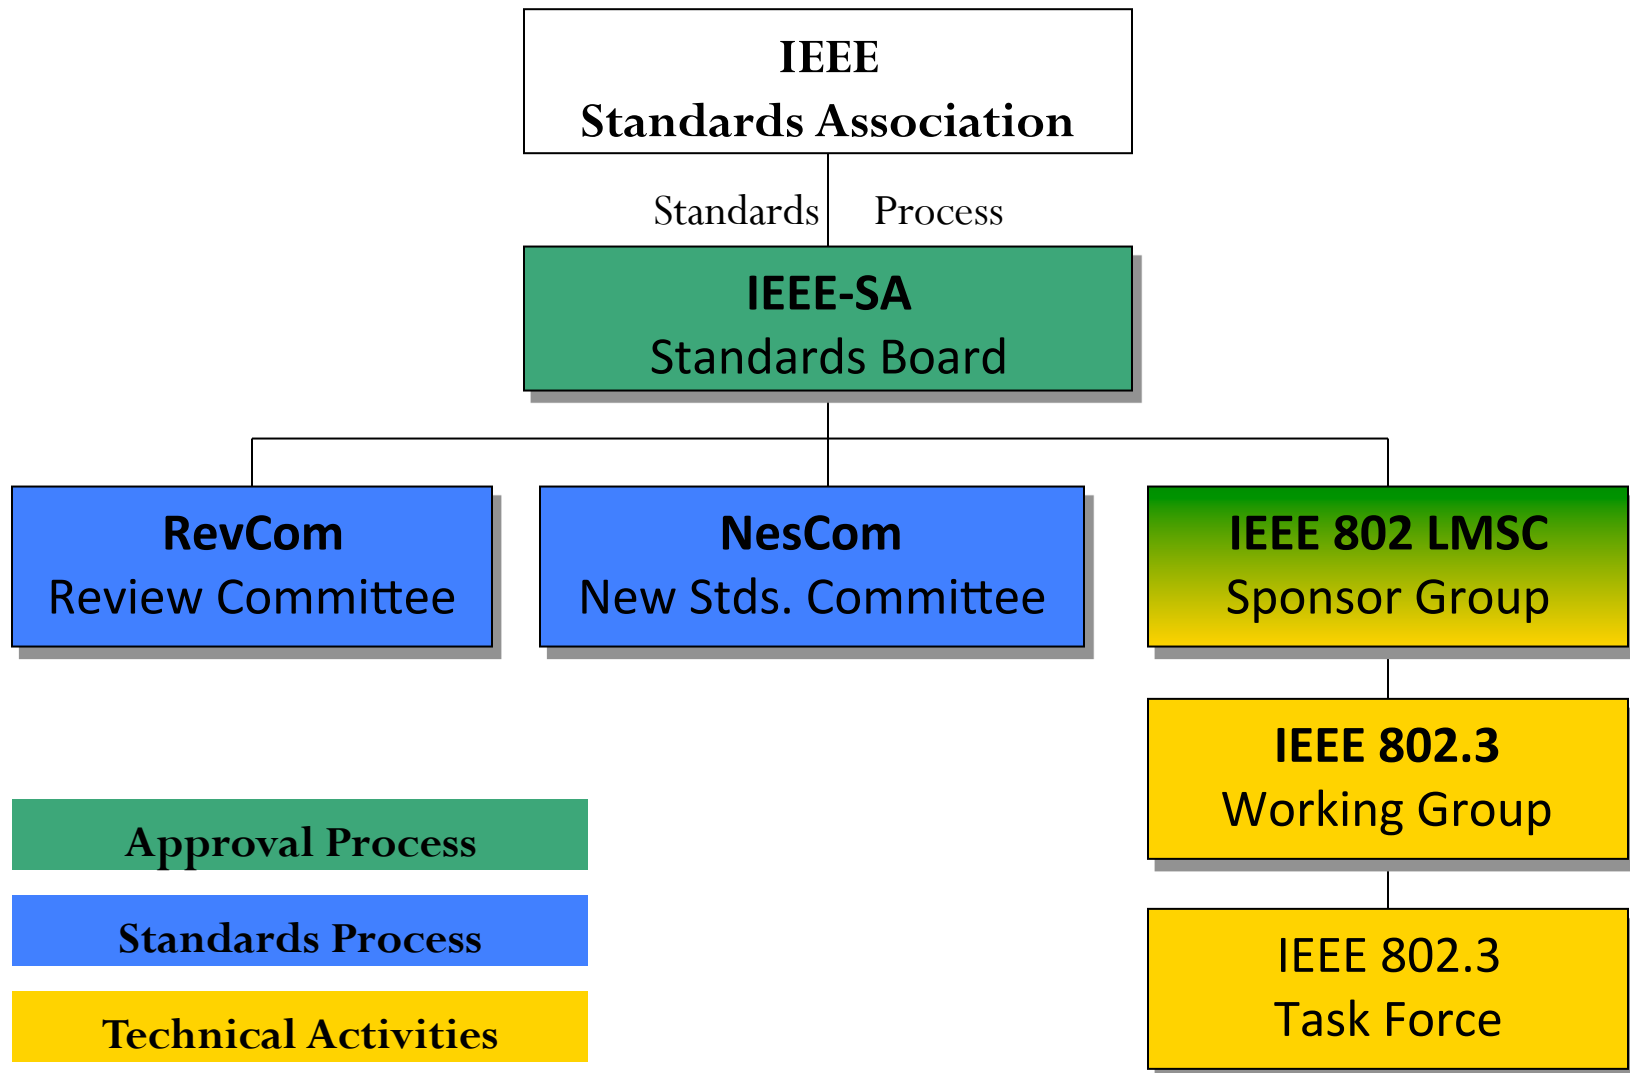 IEEE
Standards Association
Standards Process
IEEE-SA
Standards Board
RevCom
Review Committee
NesCom
New Stds. Committee
IEEE 802 LMSC
Sponsor Group
IEEE 802.3
Working Group
IEEE 802.3
Task Force
Approval Process
Standards Process
Technical Activities